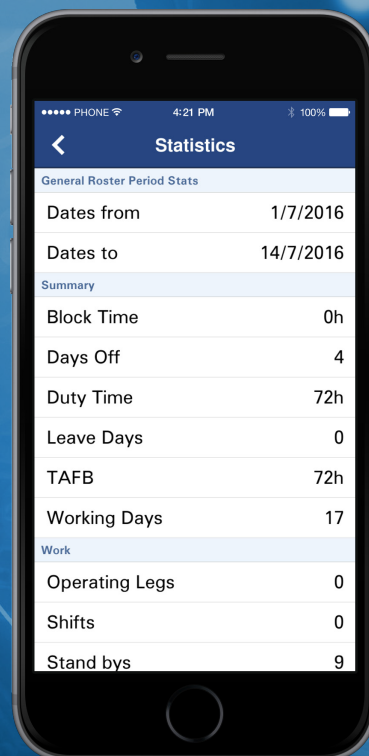 PHONE 4:21 PM 100%
Statistics
General Roster Period Stats
Dates from 1/7/2016
Dates to 14/7/2016
Summary
Block Time 0h
Days Off 4
Duty Time 72h
Leave Days 0
TAFB 72h
Working Days 17
Work
Operating Legs 0
Shifts 0
Stand bys 9